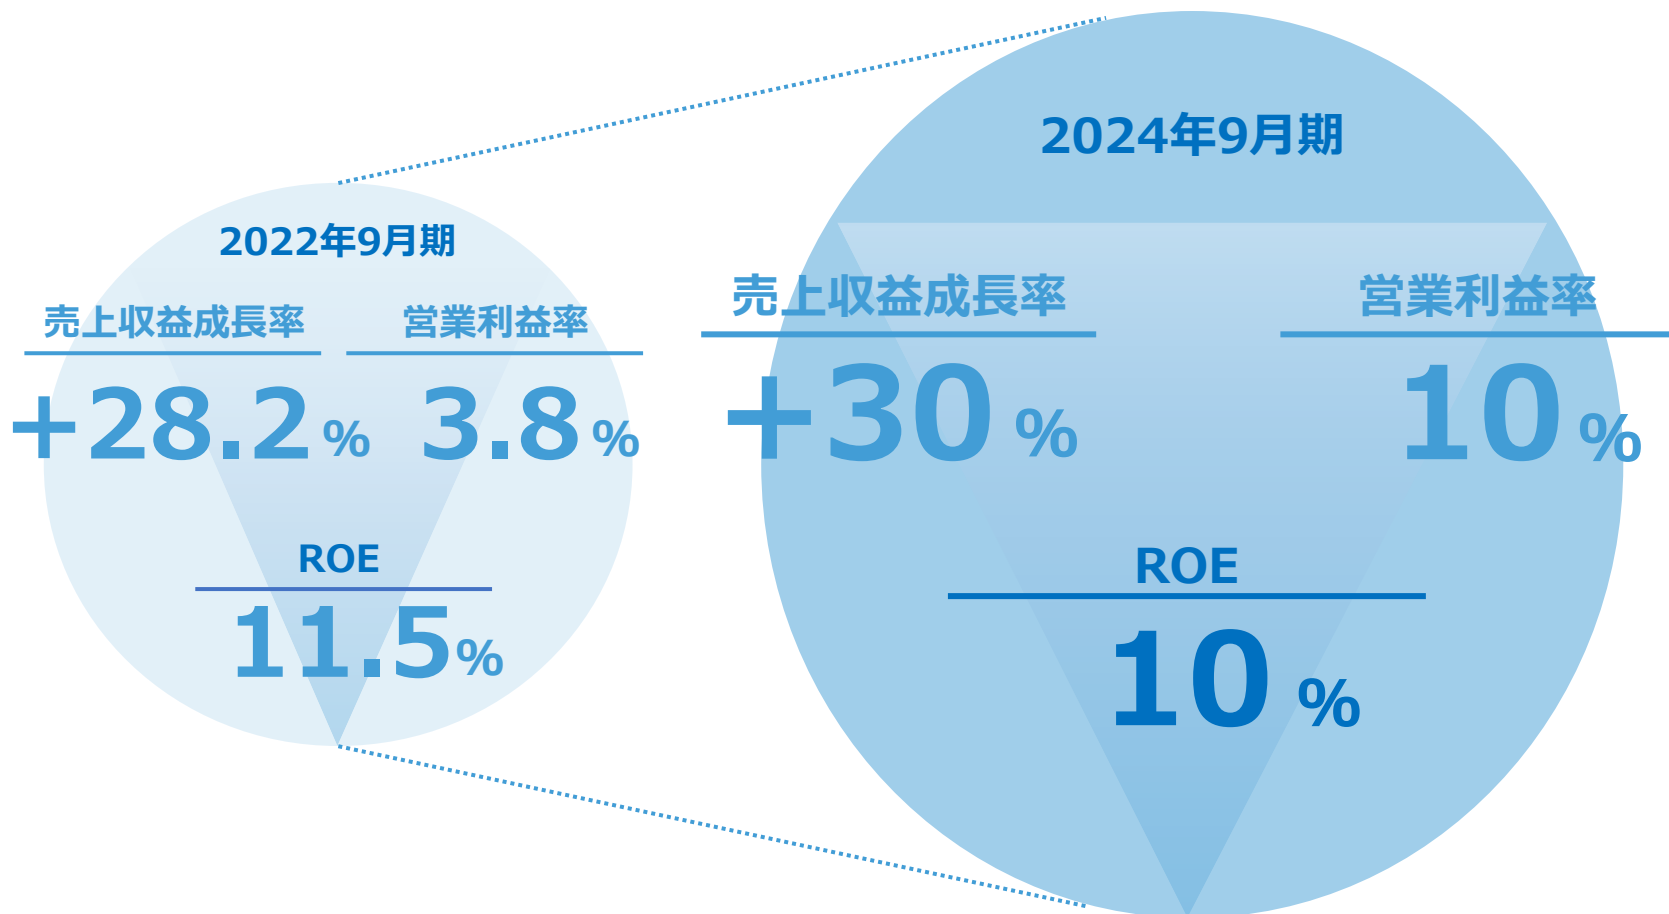 2022年9月期
売上収益成長率
+28.2%
営業利益率
3.8%
ROE
11.5%
2024年9月期
売上収益成長率
+30%
営業利益率
10%
ROE
10%